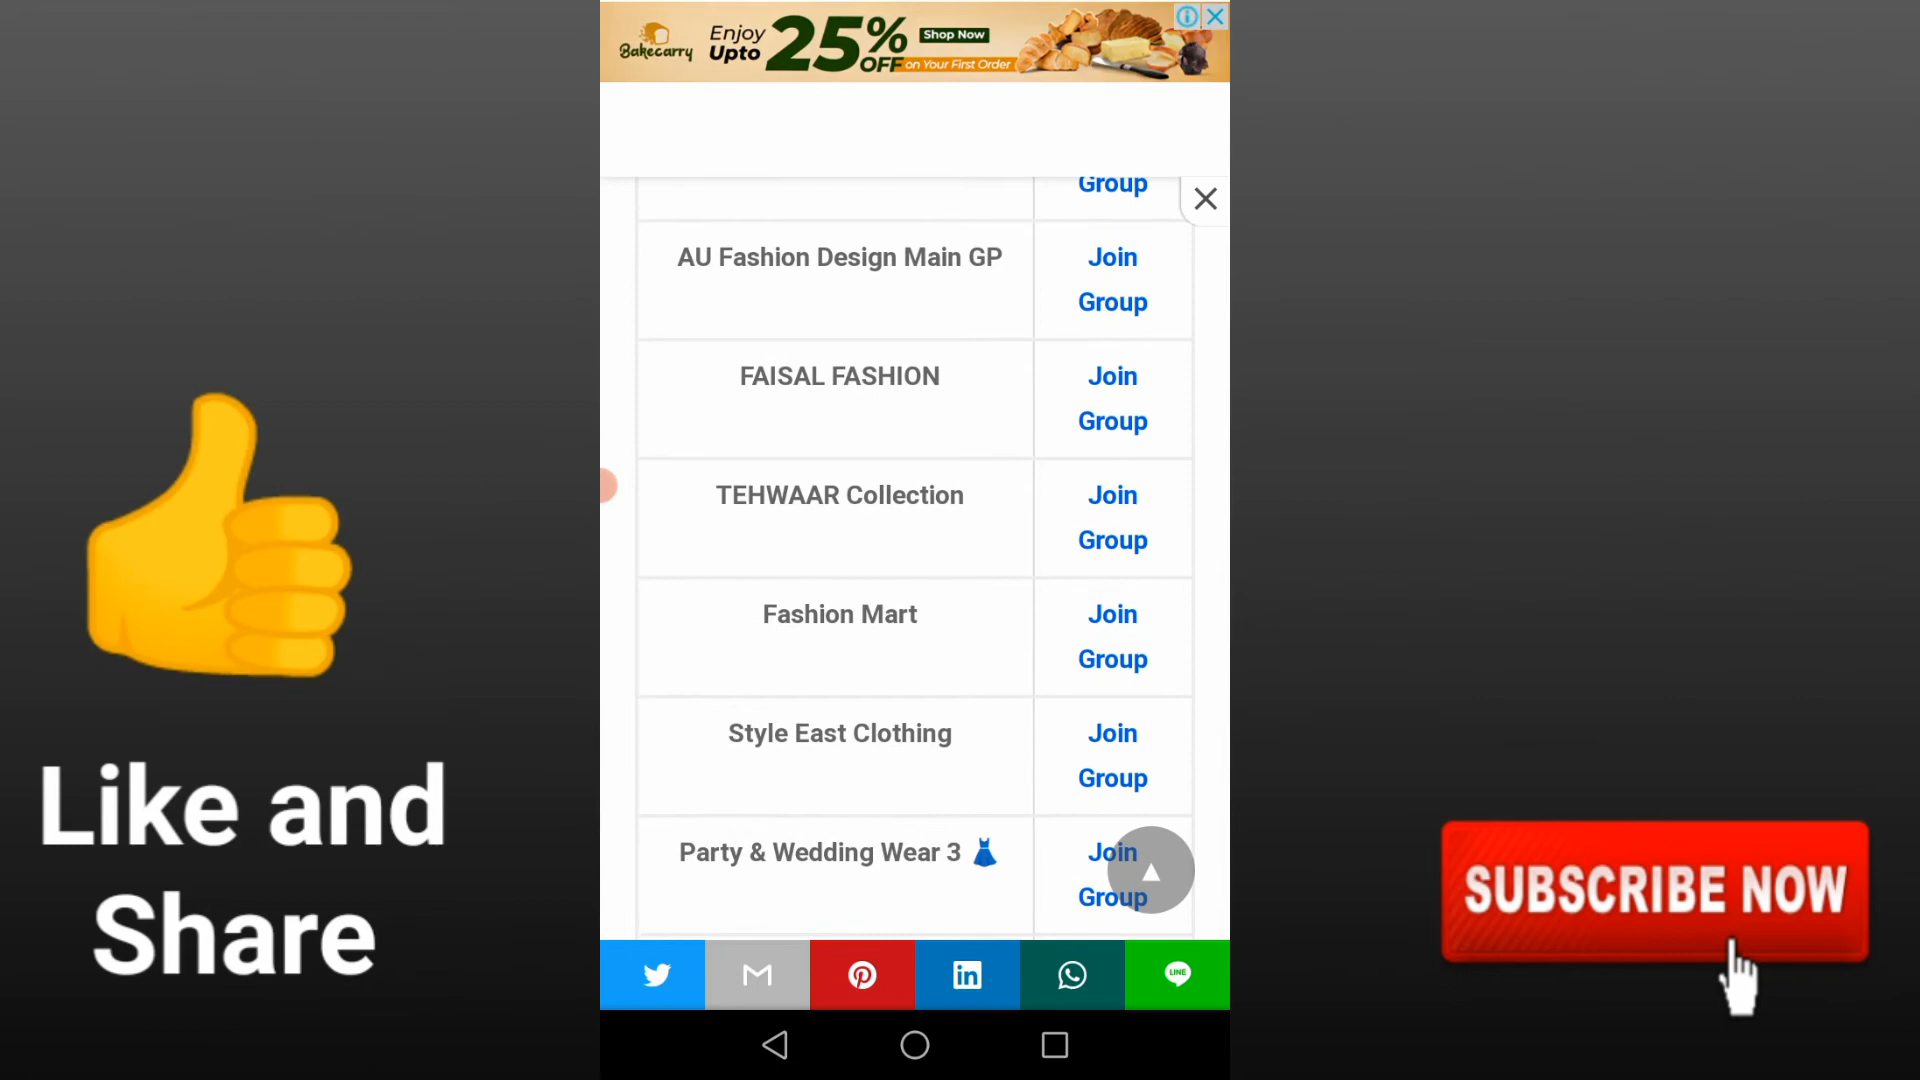 Bakecarry
Enjoy
Upto
25%
OFF
Shop Now
on Your First Order
Group
AU Fashion Design Main GP
Join
Group
FAISAL FASHION
Join
Group
TEHWAAR Collection
Join
Group
Fashion Mart
Join
Group
Style East Clothing
Join
Group
Party & Wedding Wear 3
Join
Group
LINE
Like and
Share
SUBSCRIBE NOW